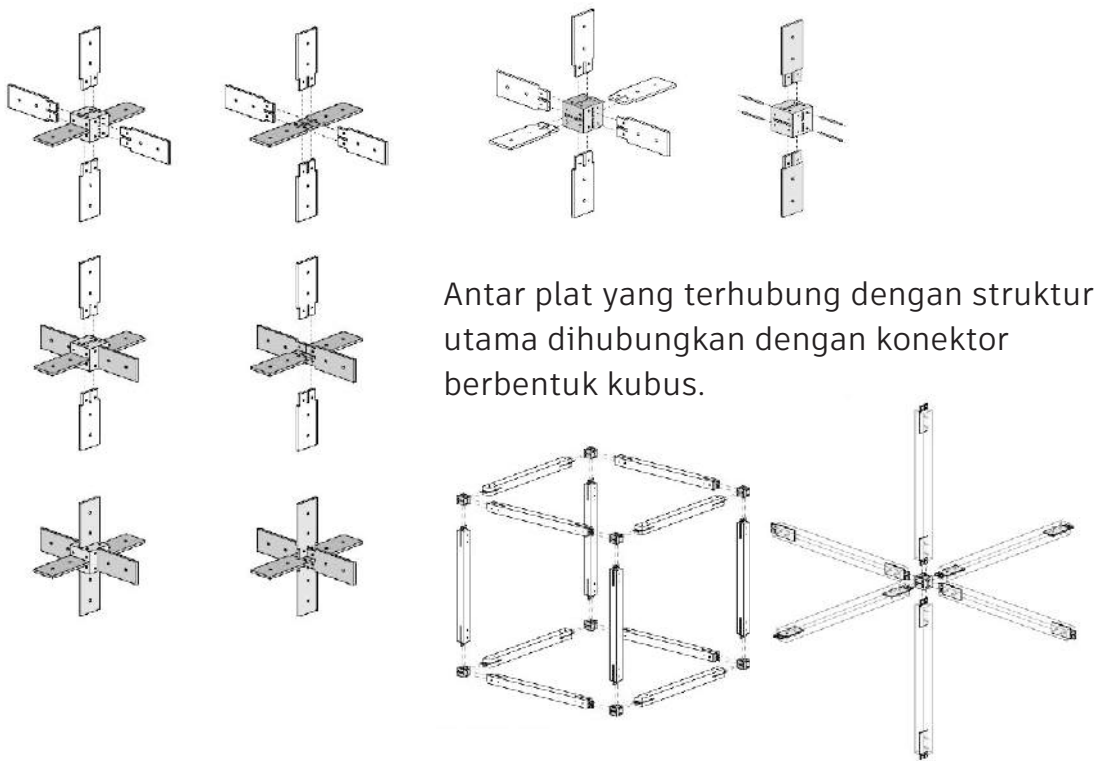 Antar plat yang terhubung dengan struktur
utama dihubungkan dengan konektor
berbentuk kubus.